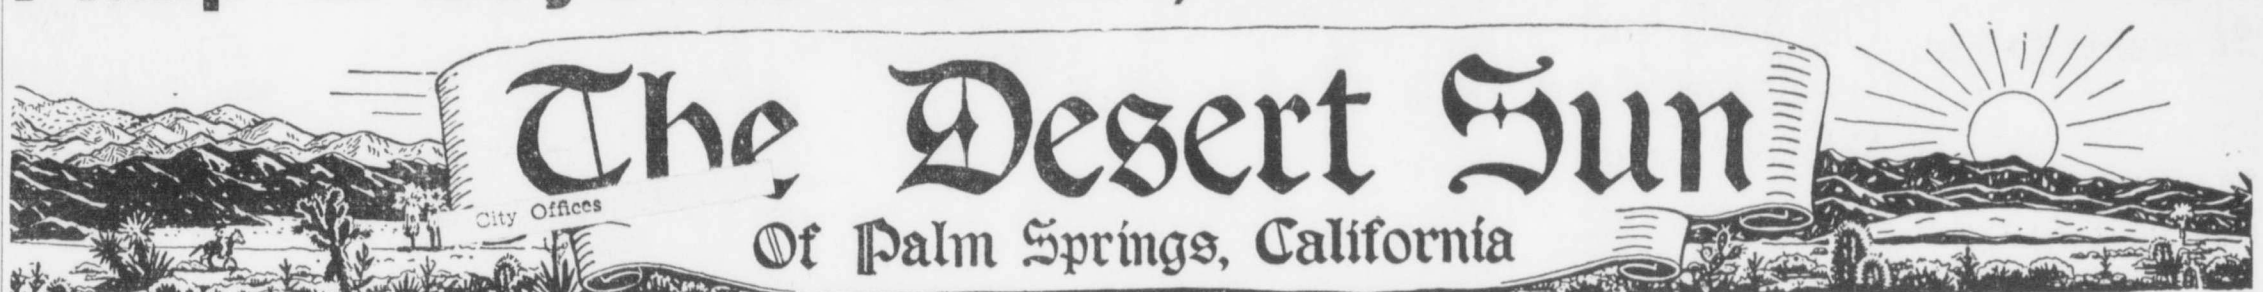 The Desert Sun
City Offices
Of Palm Springs, California